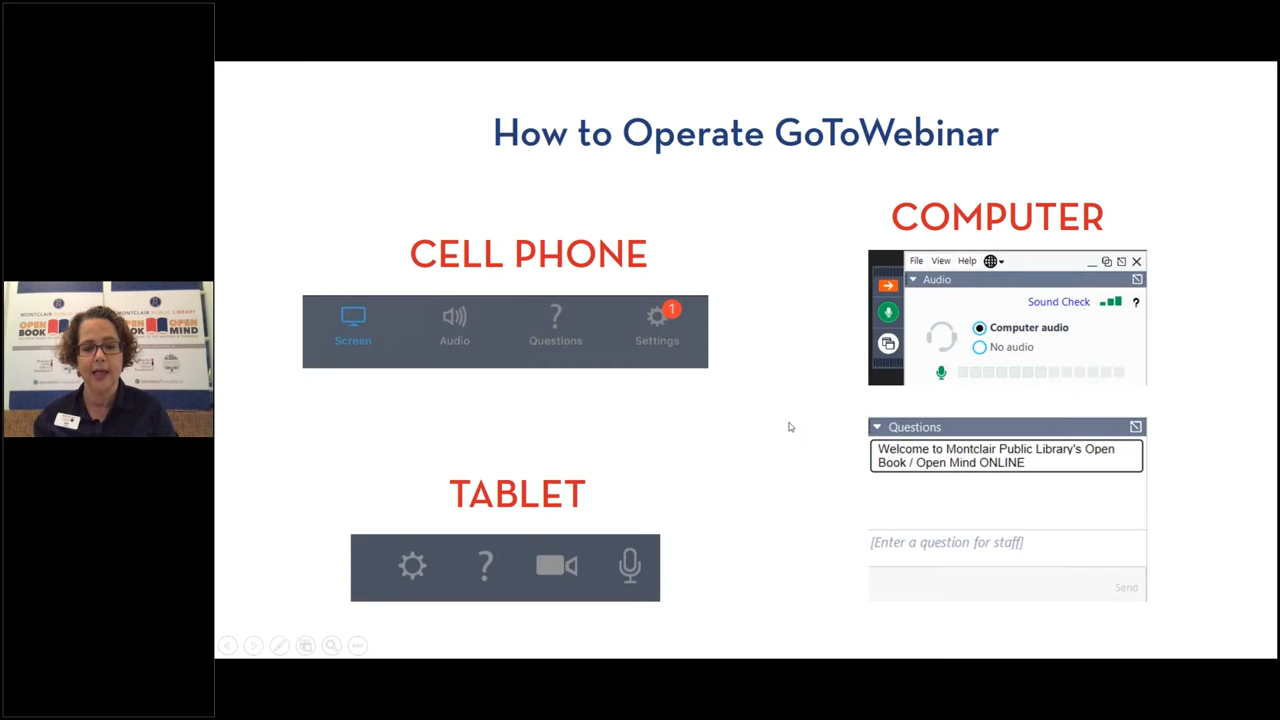 How to Operate GoToWebinar
CELL PHONE
Screen
Audio
Questions
1
Settings
TABLET
COMPUTER
File View Help
Audio
Sound Check ?
Computer audio
No audio
Questions
Welcome to Montclair Public Library's Open
Book / Open Mind ONLINE
[Enter a question for staff]
Send
MONTCLAIR PUBLIC LIBRARY
OPEN BOOK
OPEN MIND